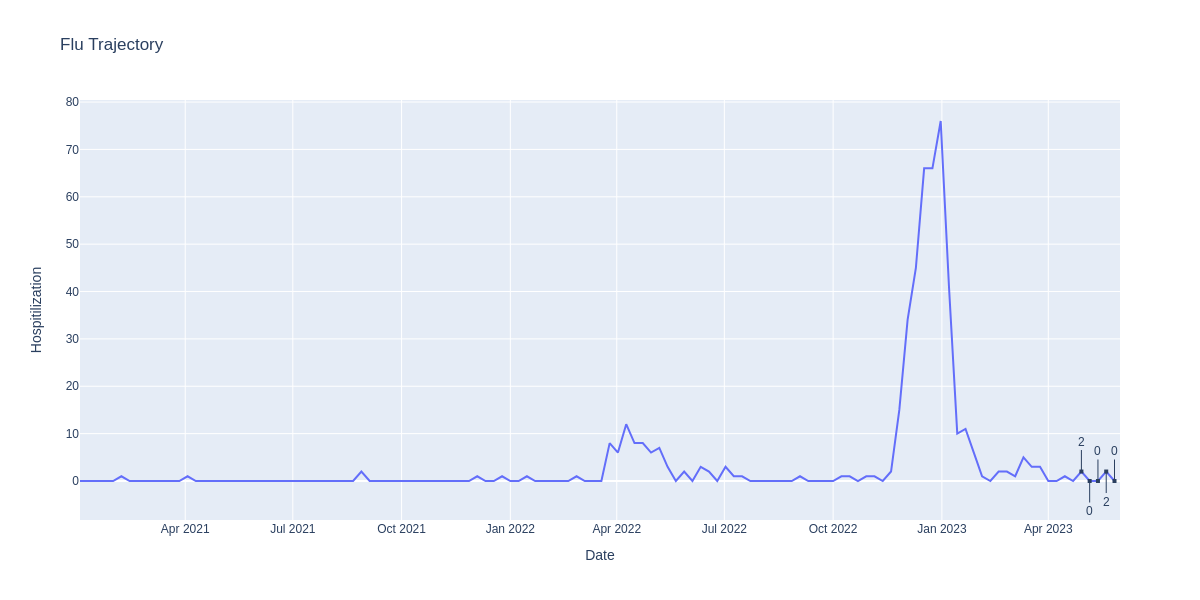 Flu Trajectory
80
70
60
50
40
30
20
10
0
Hospitilization
2
0
0
2
0
Apr 2021
Jul 2021
Oct 2021
Jan 2022
Apr 2022
Jul 2022
Oct 2022
Jan 2023
Apr 2023
Date